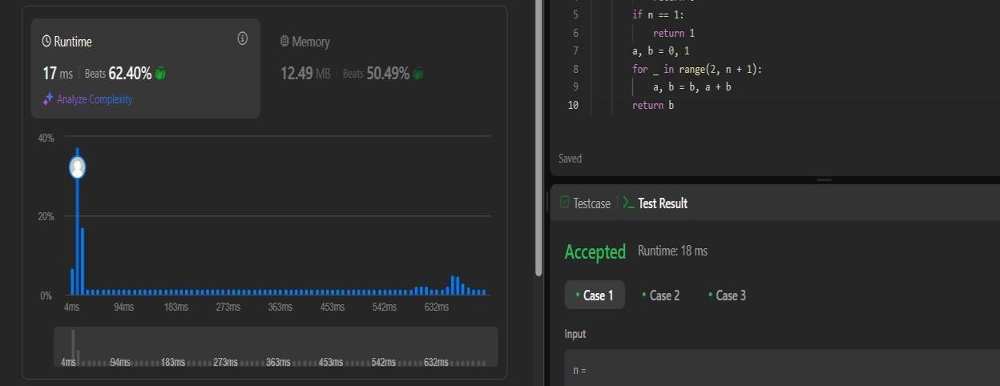 Runtime
17 ms | Beats 62.40%
Analyze Complexity
Memory
12.49 MB | Beats 50.49%
40%
20%
0%
4ms 94ms 183ms 273ms 363ms 453ms 542ms 632ms
4ms 94ms 183ms 273ms 363ms 453ms 542ms 632ms
5 if n == 1:
6 return 1
7 a, b = 0, 1
8 for _ in range(2, n + 1):
9 a, b = b, a + b
10 return b
Saved
Testcase | >_ Test Result
Accepted Runtime: 18 ms
• Case 1 • Case 2 • Case 3
Input
n =